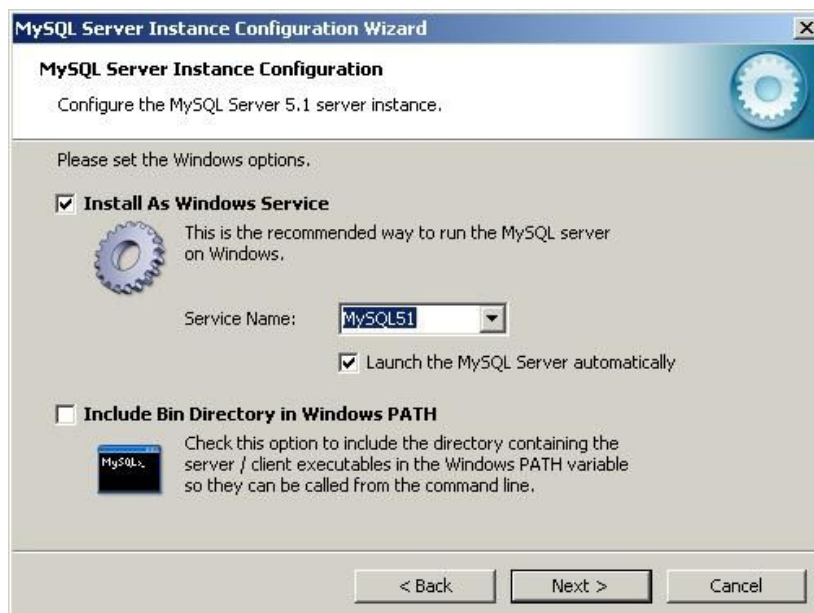 MySQL Server Instance Configuration Wizard
MySQL Server Instance Configuration
Configure the MySQL Server 5.1 server instance.
Please set the Windows options.
Install As Windows Service
This is the recommended way to run the MySQL server
on Windows.
Service Name: MySQL51
Launch the MySQL Server automatically
Include Bin Directory in Windows PATH
MySQL>_
Check this option to include the directory containing the
server / client executables in the Windows PATH variable
so they can be called from the command line.
< Back Next > Cancel